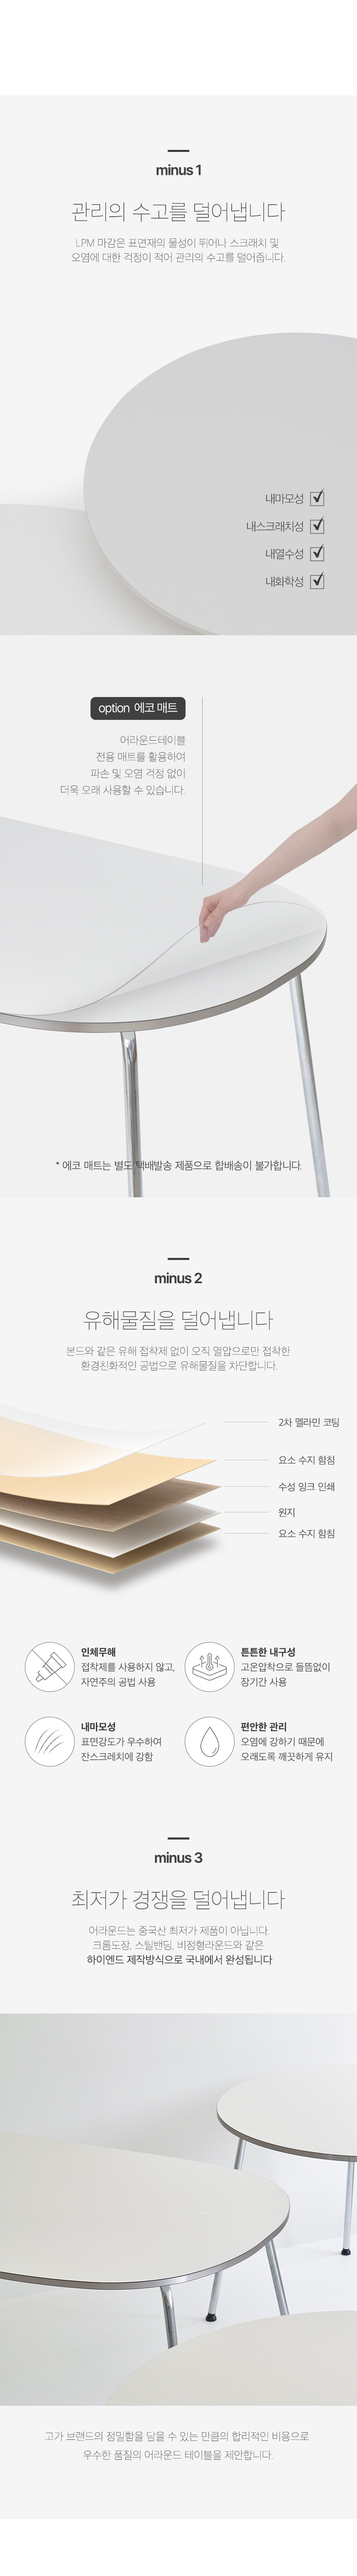 minus 1
관리의 수고를 덜어냅니다
LPM 마감은 표면재의 물성이 뛰어나 스크래치 및
오염에 대한 걱정이 적어 관리의 수고를 덜어줍니다.
내마모성
내스크래치성
내열수성
내화학성
option 에코 매트
어라운드테이블
전용 매트를 활용하여
파손 및 오염 걱정 없이
더욱 오래 사용할 수 있습니다.
* 에코 매트는 별도 택배발송 제품으로 합배송이 불가합니다.
minus 2
유해물질을 덜어냅니다
본드와 같은 유해 접착제 없이 오직 열압으로만 접착한
환경친화적인 공법으로 유해물질을 차단합니다.
2차 멜라민 코팅
요소 수지 함침
수성 잉크 인쇄
원지
요소 수지 함침
인체무해
접착제를 사용하지 않고,
자연주의 공법 사용
튼튼한 내구성
고온압착으로 들뜸없이
장기간 사용
내마모성
표면강도가 우수하여
잔스크레치에 강함
편안한 관리
오염에 강하기 때문에
오래도록 깨끗하게 유지
minus 3
최저가 경쟁을 덜어냅니다
어라운드는 중국산 최저가 제품이 아닙니다.
크롬도장, 스틸밴딩, 비정형라운드와 같은
하이엔드 제작방식으로 국내에서 완성됩니다
고가 브랜드의 정밀함을 담을 수 있는 만큼의 합리적인 비용으로
우수한 품질의 어라운드 테이블을 제안합니다.